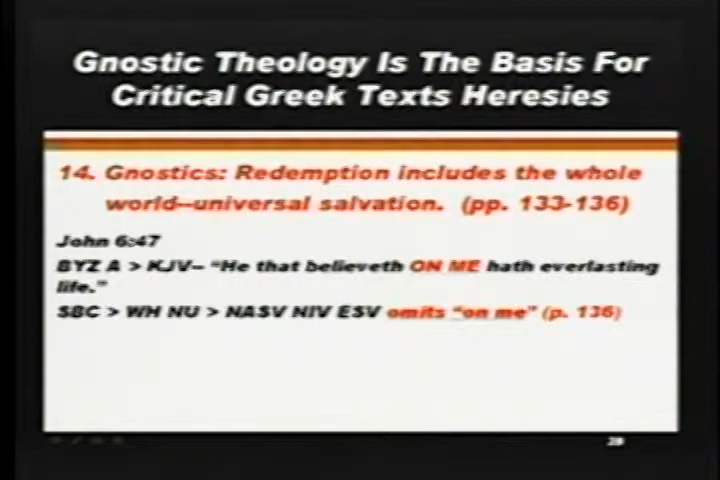 Gnostic Theology Is The Basis For
Critical Greek Texts Heresies
14. Gnostics: Redemption includes the whole
world--universal salvation. (pp. 133-136)
John 6:47
BYZ A > KJV-- "He that believeth ON ME hath everlasting
life."
SBC > WH NU > NASV NIV ESV omits "on me" (p. 136)